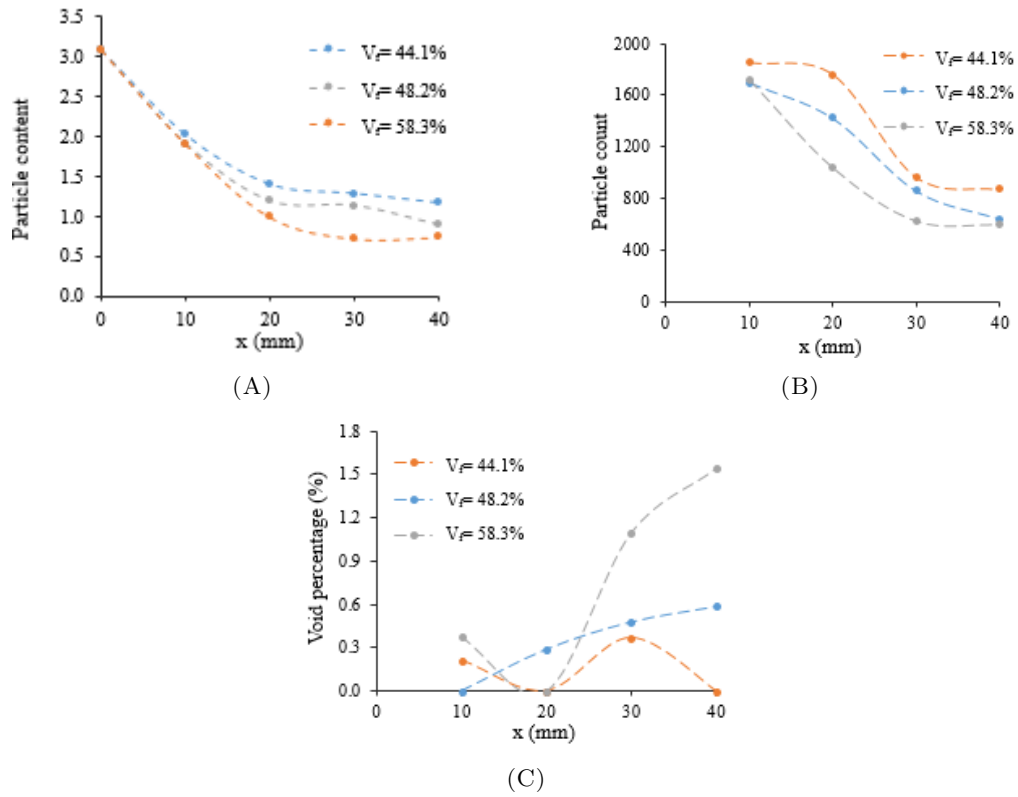 3.5
3.0
2.5
2.0
1.5
1.0
0.5
0.0
Particle content
0 10 20 30 40
x (mm)
Vf= 44.1%
Vf= 48.2%
Vf= 58.3%
(A)
2000
1600
1200
800
400
0
Particle count
0 10 20 30 40
x (mm)
Vf= 44.1%
Vf= 48.2%
Vf= 58.3%
(B)
1.8
1.5
1.2
0.9
0.6
0.3
0.0
Void percentage (%)
0 10 20 30 40
x (mm)
Vf= 44.1%
Vf= 48.2%
Vf= 58.3%
(C)